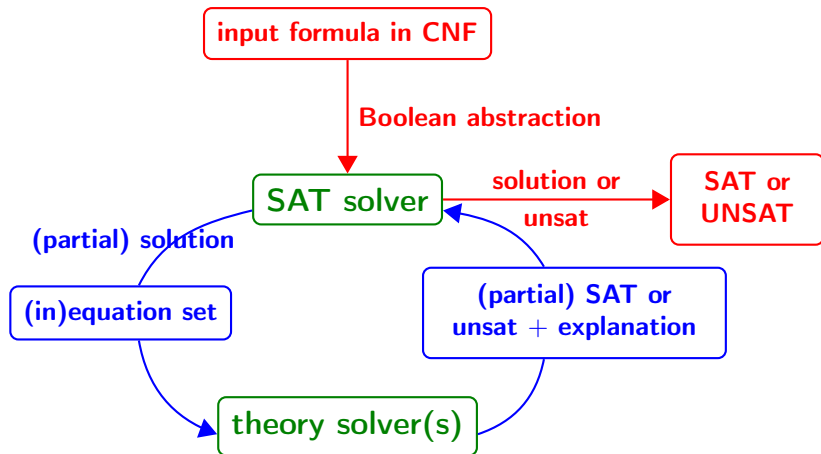 input formula in CNF
Boolean abstraction
SAT solver
solution or
unsat
SAT or
UNSAT
(partial) solution
(in)equation set
(partial) SAT or
unsat + explanation
theory solver(s)